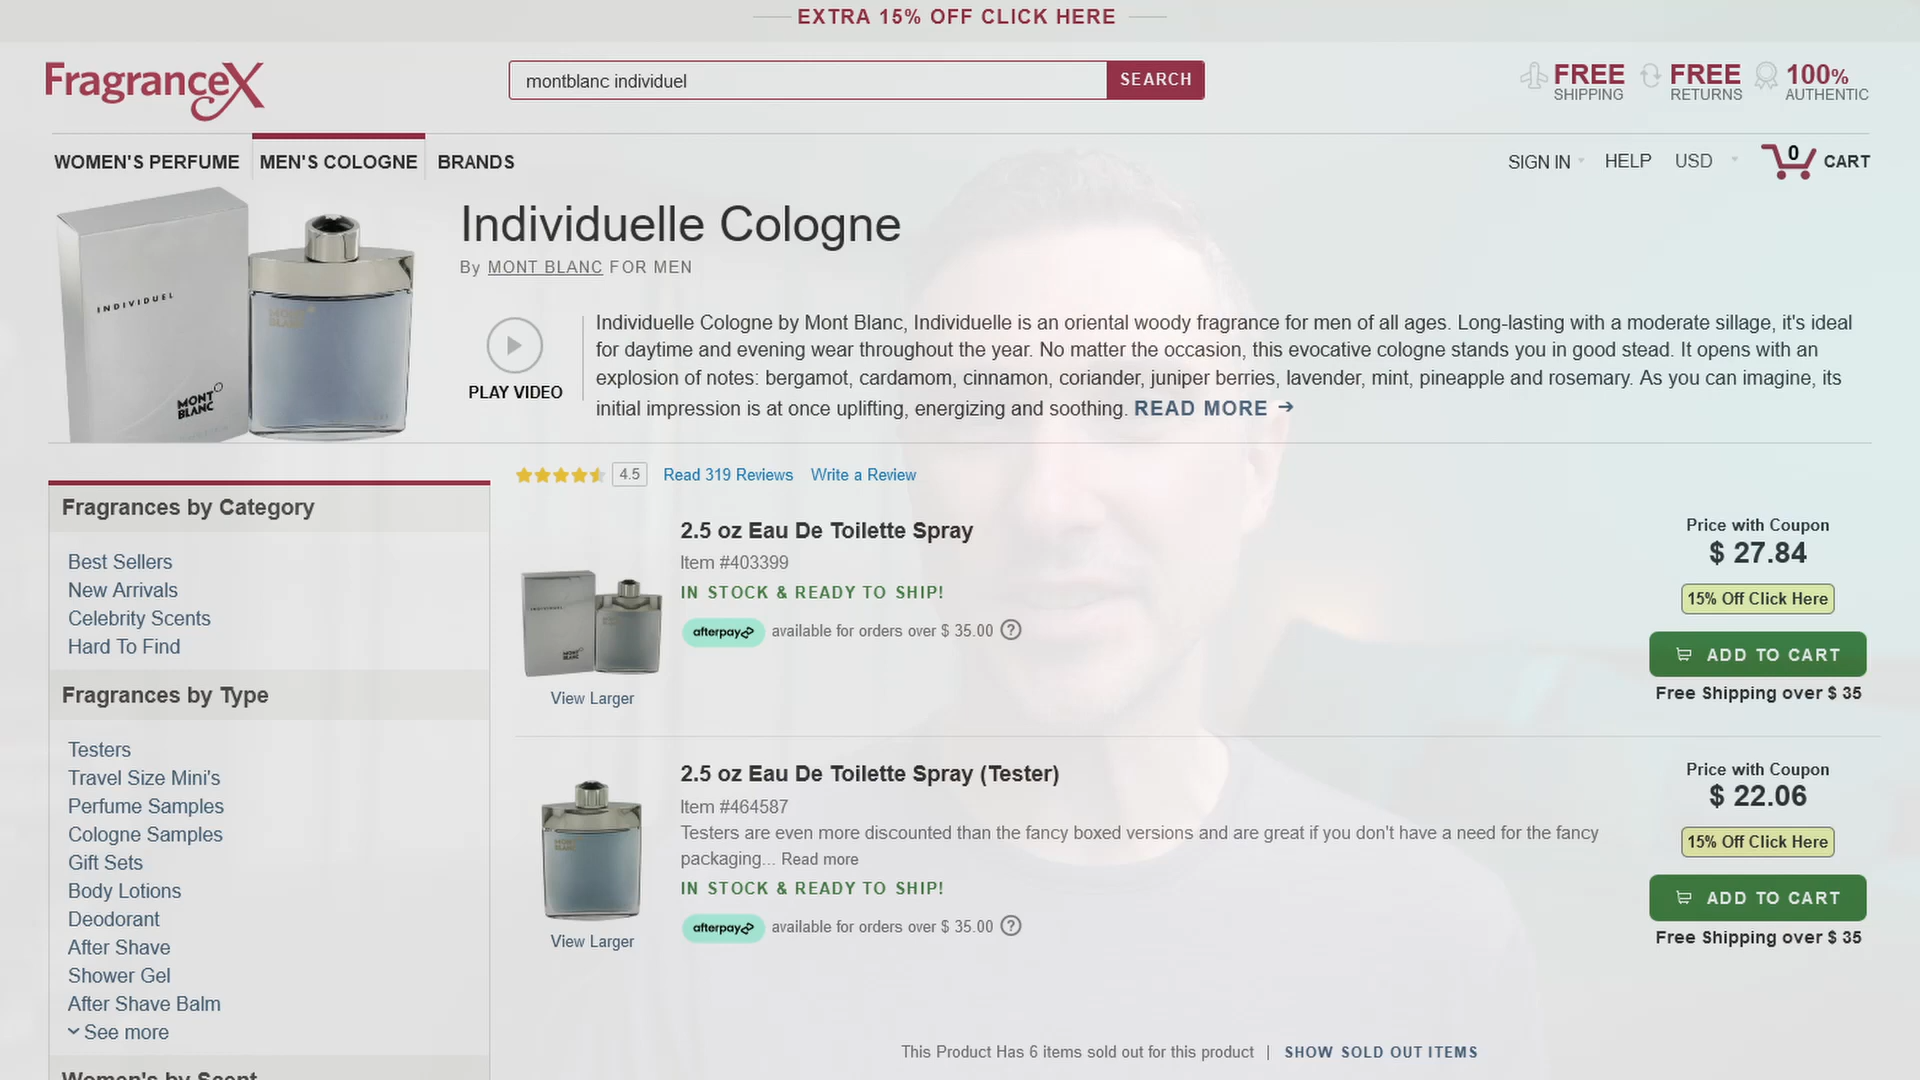 EXTRA 15% OFF CLICK HERE
FragranceX
montblanc individuel
SEARCH
FREE SHIPPING
FREE RETURNS
100% AUTHENTIC
WOMEN'S PERFUME
MEN'S COLOGNE
BRANDS
SIGN IN
HELP
USD
0
CART
INDIVIDUEL
MONT
BLANC
MONT
BLANC
Individuelle Cologne
By MONT BLANC FOR MEN
PLAY VIDEO
Individuelle Cologne by Mont Blanc, Individuelle is an oriental woody fragrance for men of all ages. Long-lasting with a moderate sillage, it's ideal
for daytime and evening wear throughout the year. No matter the occasion, this evocative cologne stands you in good stead. It opens with an
explosion of notes: bergamot, cardamom, cinnamon, coriander, juniper berries, lavender, mint, pineapple and rosemary. As you can imagine, its
initial impression is at once uplifting, energizing and soothing. READ MORE →
4.5
Read 319 Reviews
Write a Review
Fragrances by Category
Best Sellers
New Arrivals
Celebrity Scents
Hard To Find
Fragrances by Type
Testers
Travel Size Mini's
Perfume Samples
Cologne Samples
Gift Sets
Body Lotions
Deodorant
After Shave
Shower Gel
After Shave Balm
See more
Women's by Scent
2.5 oz Eau De Toilette Spray
Item #403399
IN STOCK & READY TO SHIP!
afterpay available for orders over $ 35.00 ?
View Larger
Price with Coupon
$ 27.84
15% Off Click Here
ADD TO CART
Free Shipping over $ 35
2.5 oz Eau De Toilette Spray (Tester)
Item #464587
Testers are even more discounted than the fancy boxed versions and are great if you don't have a need for the fancy
packaging... Read more
IN STOCK & READY TO SHIP!
afterpay available for orders over $ 35.00 ?
View Larger
Price with Coupon
$ 22.06
15% Off Click Here
ADD TO CART
Free Shipping over $ 35
This Product Has 6 items sold out for this product | SHOW SOLD OUT ITEMS